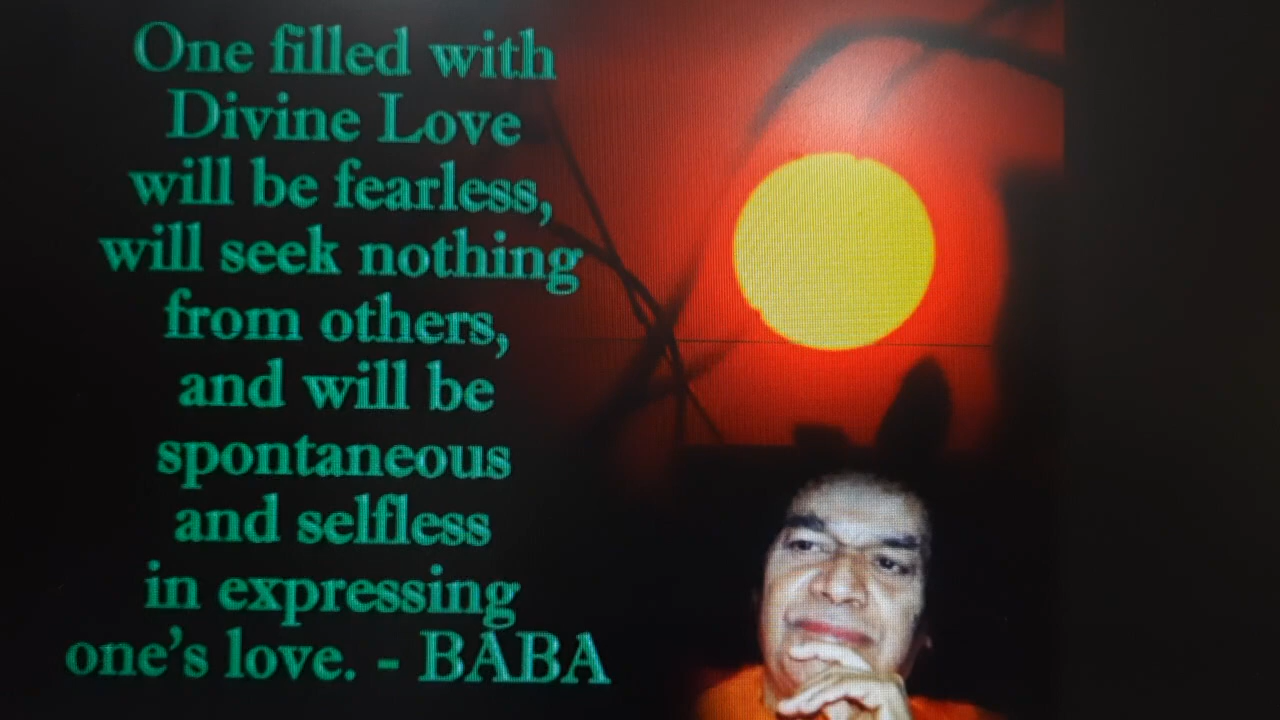 One filled with
Divine Love
will be fearless,
will seek nothing
from others,
and will be
spontaneous
and selfless
in expressing
one's love. - BABA